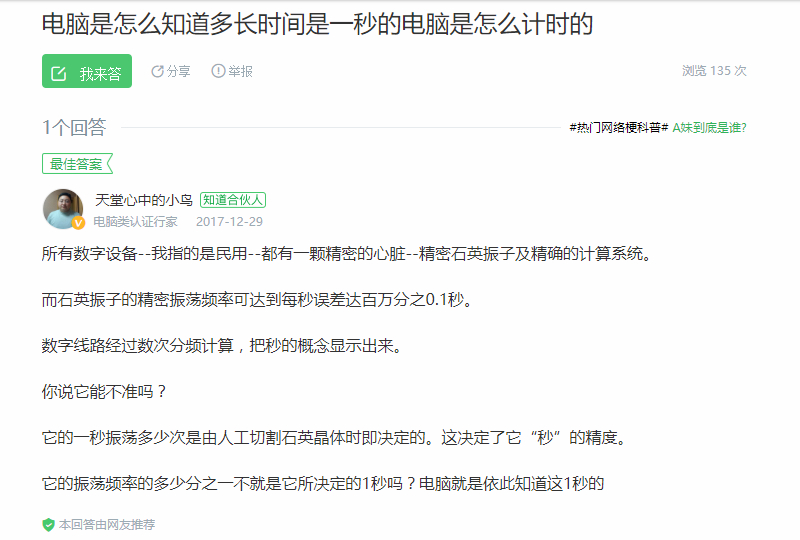 电脑是怎么知道多长时间是一秒的电脑是怎么计时的
我来答 分享 举报 浏览 135 次
1个回答 #热门网络梗科普# A妹到底是谁?
最佳答案
天堂心中的小鸟 知道合伙人
电脑类认证行家 2017-12-29
所有数字设备--我指的是民用--都有一颗精密的心脏--精密石英振子及精确的计算系统。
而石英振子的精密振荡频率可达到每秒误差达百万分之0.1秒。
数字线路经过数次分频计算，把秒的概念显示出来。
你说它能不准吗？
它的一秒振荡多少次是由人工切割石英晶体时即决定的。这决定了它“秒”的精度。
它的振荡频率的多少分之一不就是它所决定的1秒吗？电脑就是依此知道这1秒的
本回答由网友推荐